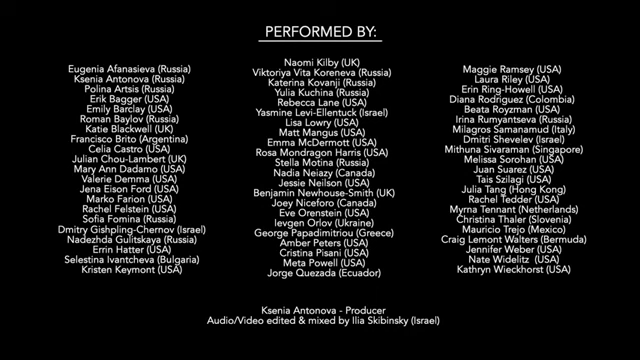 PERFORMED BY:
Eugenia Afanasieva (Russia)
Ksenia Antonova (Russia)
Polina Artsis (Russia)
Erik Bagger (USA)
Emily Barclay (USA)
Roman Baylov (Russia)
Katie Blackwell (UK)
Francisco Brito (Argentina)
Celia Castro (USA)
Julian Chou-Lambert (UK)
Mary Ann Dadamo (USA)
Valerie Demma (USA)
Jena Eison Ford (USA)
Marko Farion (USA)
Rachel Felstein (USA)
Sofia Fomina (Russia)
Dmitry Gishpling-Chernov (Israel)
Nadezhda Gulitskaya (Russia)
Errin Hatter (USA)
Selestina Ivantcheva (Bulgaria)
Kristen Keymont (USA)
Naomi Kilby (UK)
Viktoriya Vita Koreneva (Russia)
Katerina Kovanji (Russia)
Yulia Kuchina (Russia)
Rebecca Lane (USA)
Yasmine Levi-Ellentuck (Israel)
Lisa Lowry (USA)
Matt Mangus (USA)
Emma McDermott (USA)
Rosa Mondragon Harris (USA)
Stella Motina (Russia)
Nadia Neiazy (Canada)
Jessie Neilson (USA)
Benjamin Newhouse-Smith (UK)
Joey Niceforo (Canada)
Eve Orenstein (USA)
Ievgen Orlov (Ukraine)
George Papadimitriou (Greece)
Amber Peters (USA)
Cristina Pisani (USA)
Meta Powell (USA)
Jorge Quezada (Ecuador)
Maggie Ramsey (USA)
Laura Riley (USA)
Erin Ring-Howell (USA)
Diana Rodriguez (Colombia)
Beata Royzman (USA)
Irina Rumyantseva (Russia)
Milagros Samanamud (Italy)
Dmitri Shevelev (Israel)
Mithuna Sivaraman (Singapore)
Melissa Sorohan (USA)
Juan Suarez (USA)
Tais Szilagi (USA)
Julia Tang (Hong Kong)
Rachel Tedder (USA)
Myrna Tennant (Netherlands)
Christina Thaler (Slovenia)
Mauricio Trejo (Mexico)
Craig Lemont Walters (Bermuda)
Jennifer Weber (USA)
Nate Widelitz (USA)
Kathryn Wieckhorst (USA)
Ksenia Antonova - Producer
Audio/Video edited & mixed by Ilia Skibinsky (Israel)